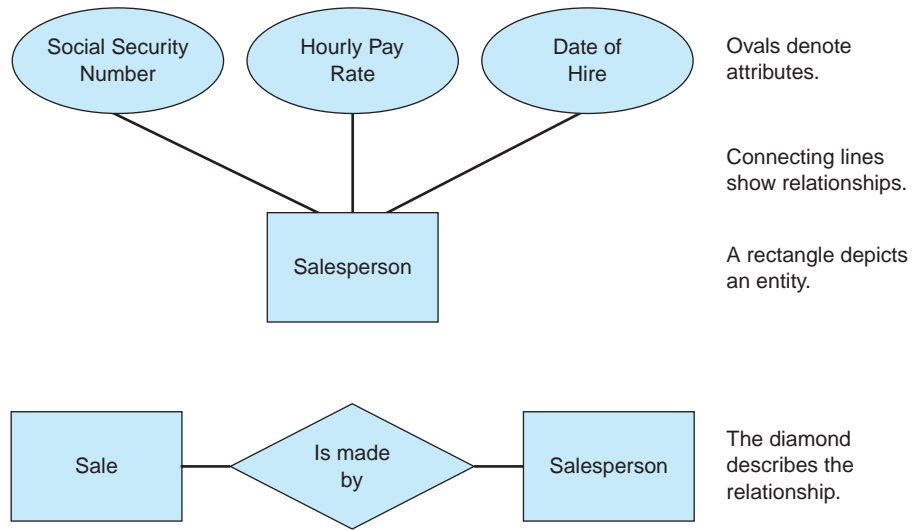 Social Security
Number
Hourly Pay
Rate
Date of
Hire
Ovals denote
attributes.
Connecting lines
show relationships.
Salesperson
A rectangle depicts
an entity.
Sale
Is made
by
Salesperson
The diamond
describes the
relationship.